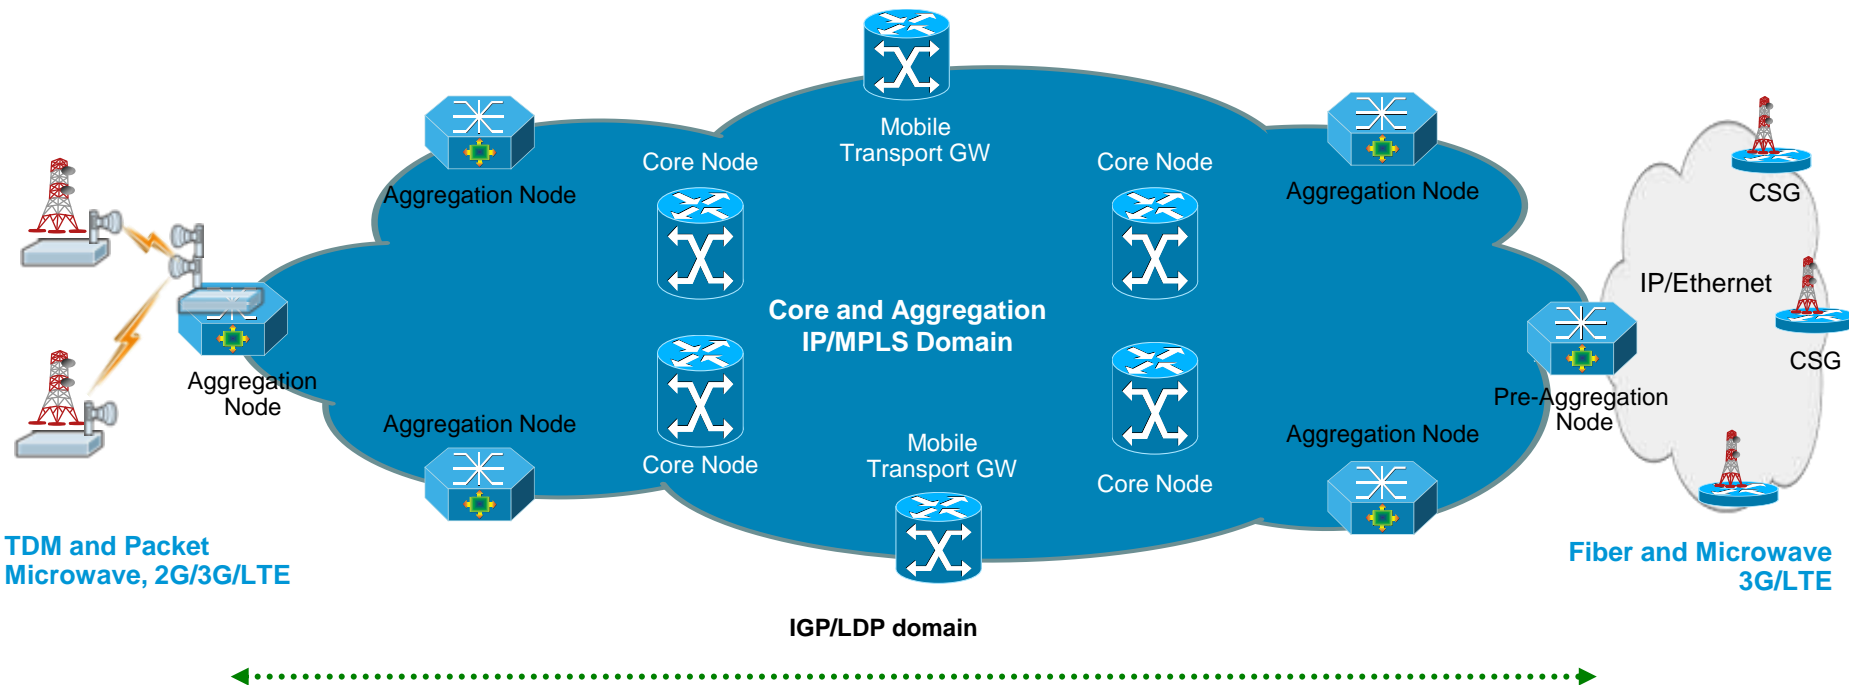 Mobile
Transport GW
Core Node
Core Node
Aggregation Node
Aggregation Node
CSG
IP/Ethernet
Core and Aggregation
IP/MPLS Domain
CSG
Aggregation
Node
Pre-Aggregation
Node
Aggregation Node
Aggregation Node
Mobile
Transport GW
Core Node
Core Node
TDM and Packet
Microwave, 2G/3G/LTE
Fiber and Microwave
3G/LTE
IGP/LDP domain